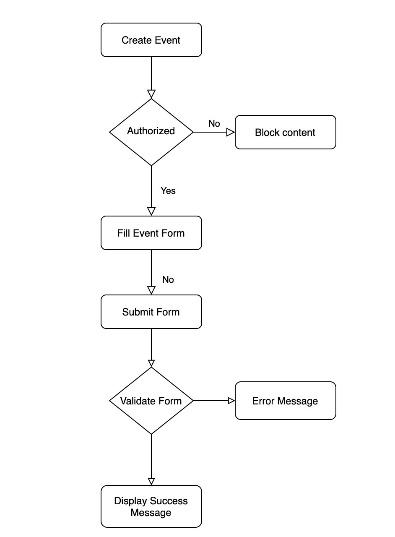 Create Event
Authorized
No
Block content
Yes
Fill Event Form
No
Submit Form
Validate Form
Error Message
Display Success
Message